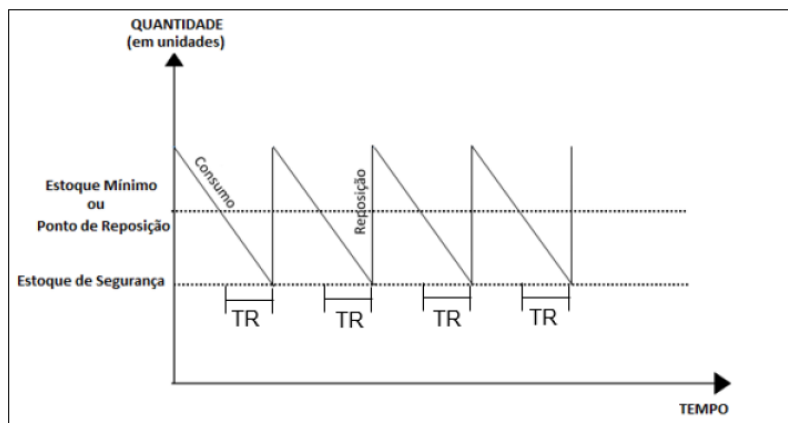 QUANTIDADE
(em unidades)
Consumo
Reposição
Estoque Mínimo
ou
Ponto de Reposição
Estoque de Segurança
TR
TR
TR
TR
TEMPO